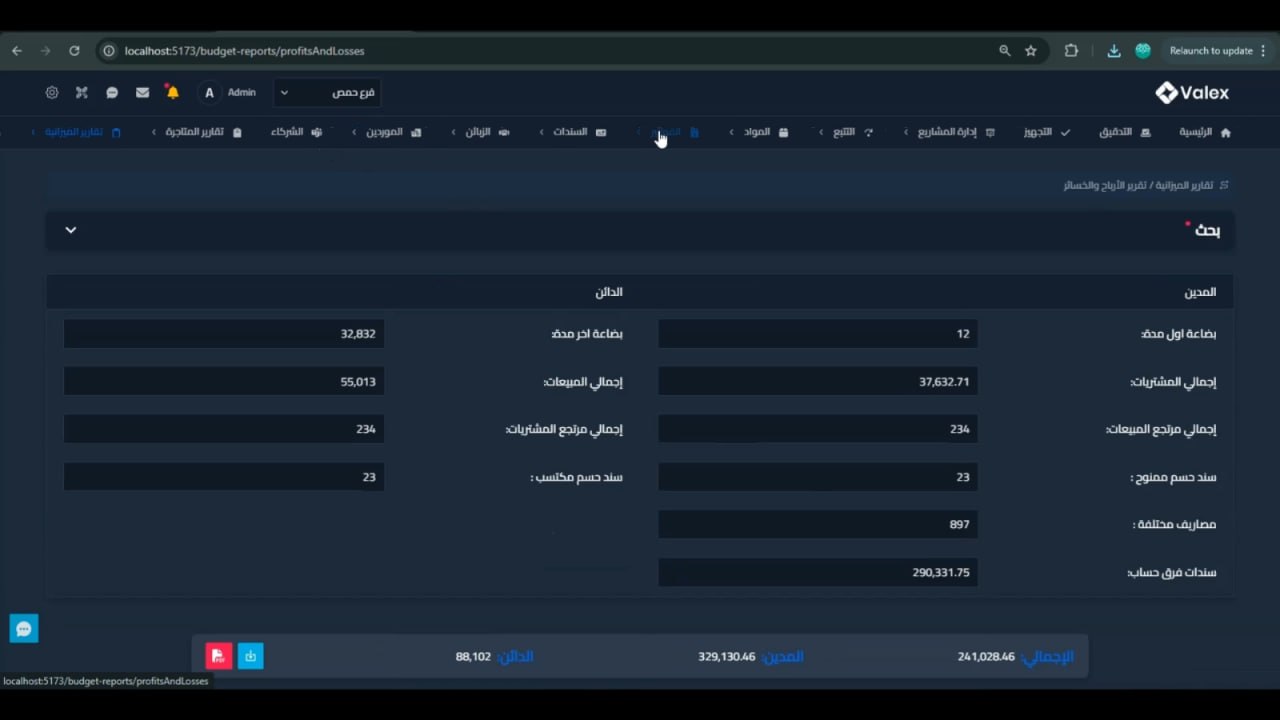 localhost:5173/budget-reports/profitsAndLosses
Relaunch to update
Valex
فرع حمص
Admin
A
الرئيسية
التدقيق
التجهيز
إدارة المشاريع
التتبع
المواد
السندات
الزبائن
الموردين
الشركاء
تقارير المتاجرة
تقارير الميزانية
تقارير الميزانية / تقرير الأرباح والخسائر
بحث *
المدين
الدائن
بضاعة اول مدة: 12
بضاعة اخر مدة: 32,832
إجمالي المشتريات: 37,632.71
إجمالي المبيعات: 55,013
إجمالي مرتجع المبيعات: 234
إجمالي مرتجع المشتريات: 234
سند حسم ممنوح : 23
سند حسم مكتسب : 23
مصاريف مختلفة : 897
سندات فرق حساب: 290,331.75
الإجمالي: 241,028.46
المدين: 329,130.46
الدائن: 88,102
PDF
localhost:5173/budget-reports/profitsAndLosses